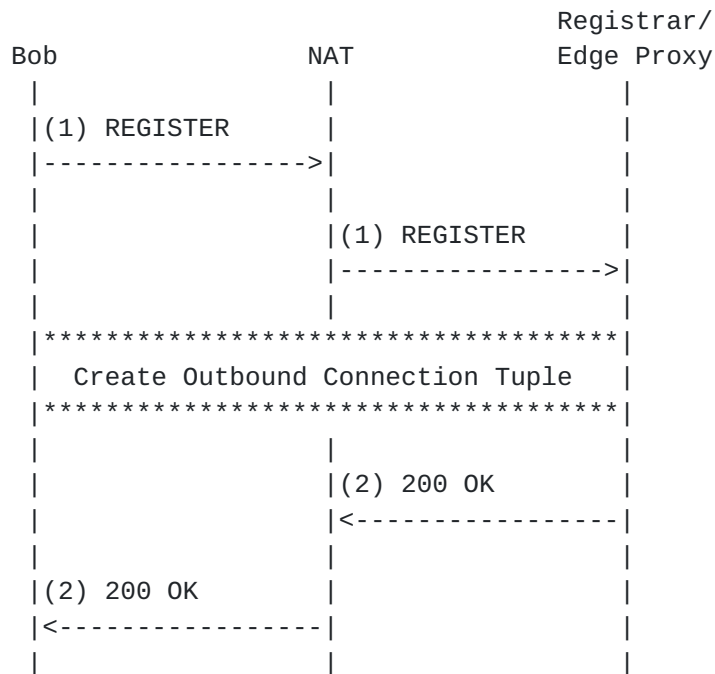 Registrar/
Bob NAT Edge Proxy
|(1) REGISTER | |
|----------------->| |
| |(1) REGISTER |
| |----------------->|
|*************************************|
| Create Outbound Connection Tuple |
|*************************************|
| |(2) 200 OK |
| |<-----------------|
|(2) 200 OK | |
|<-----------------| |